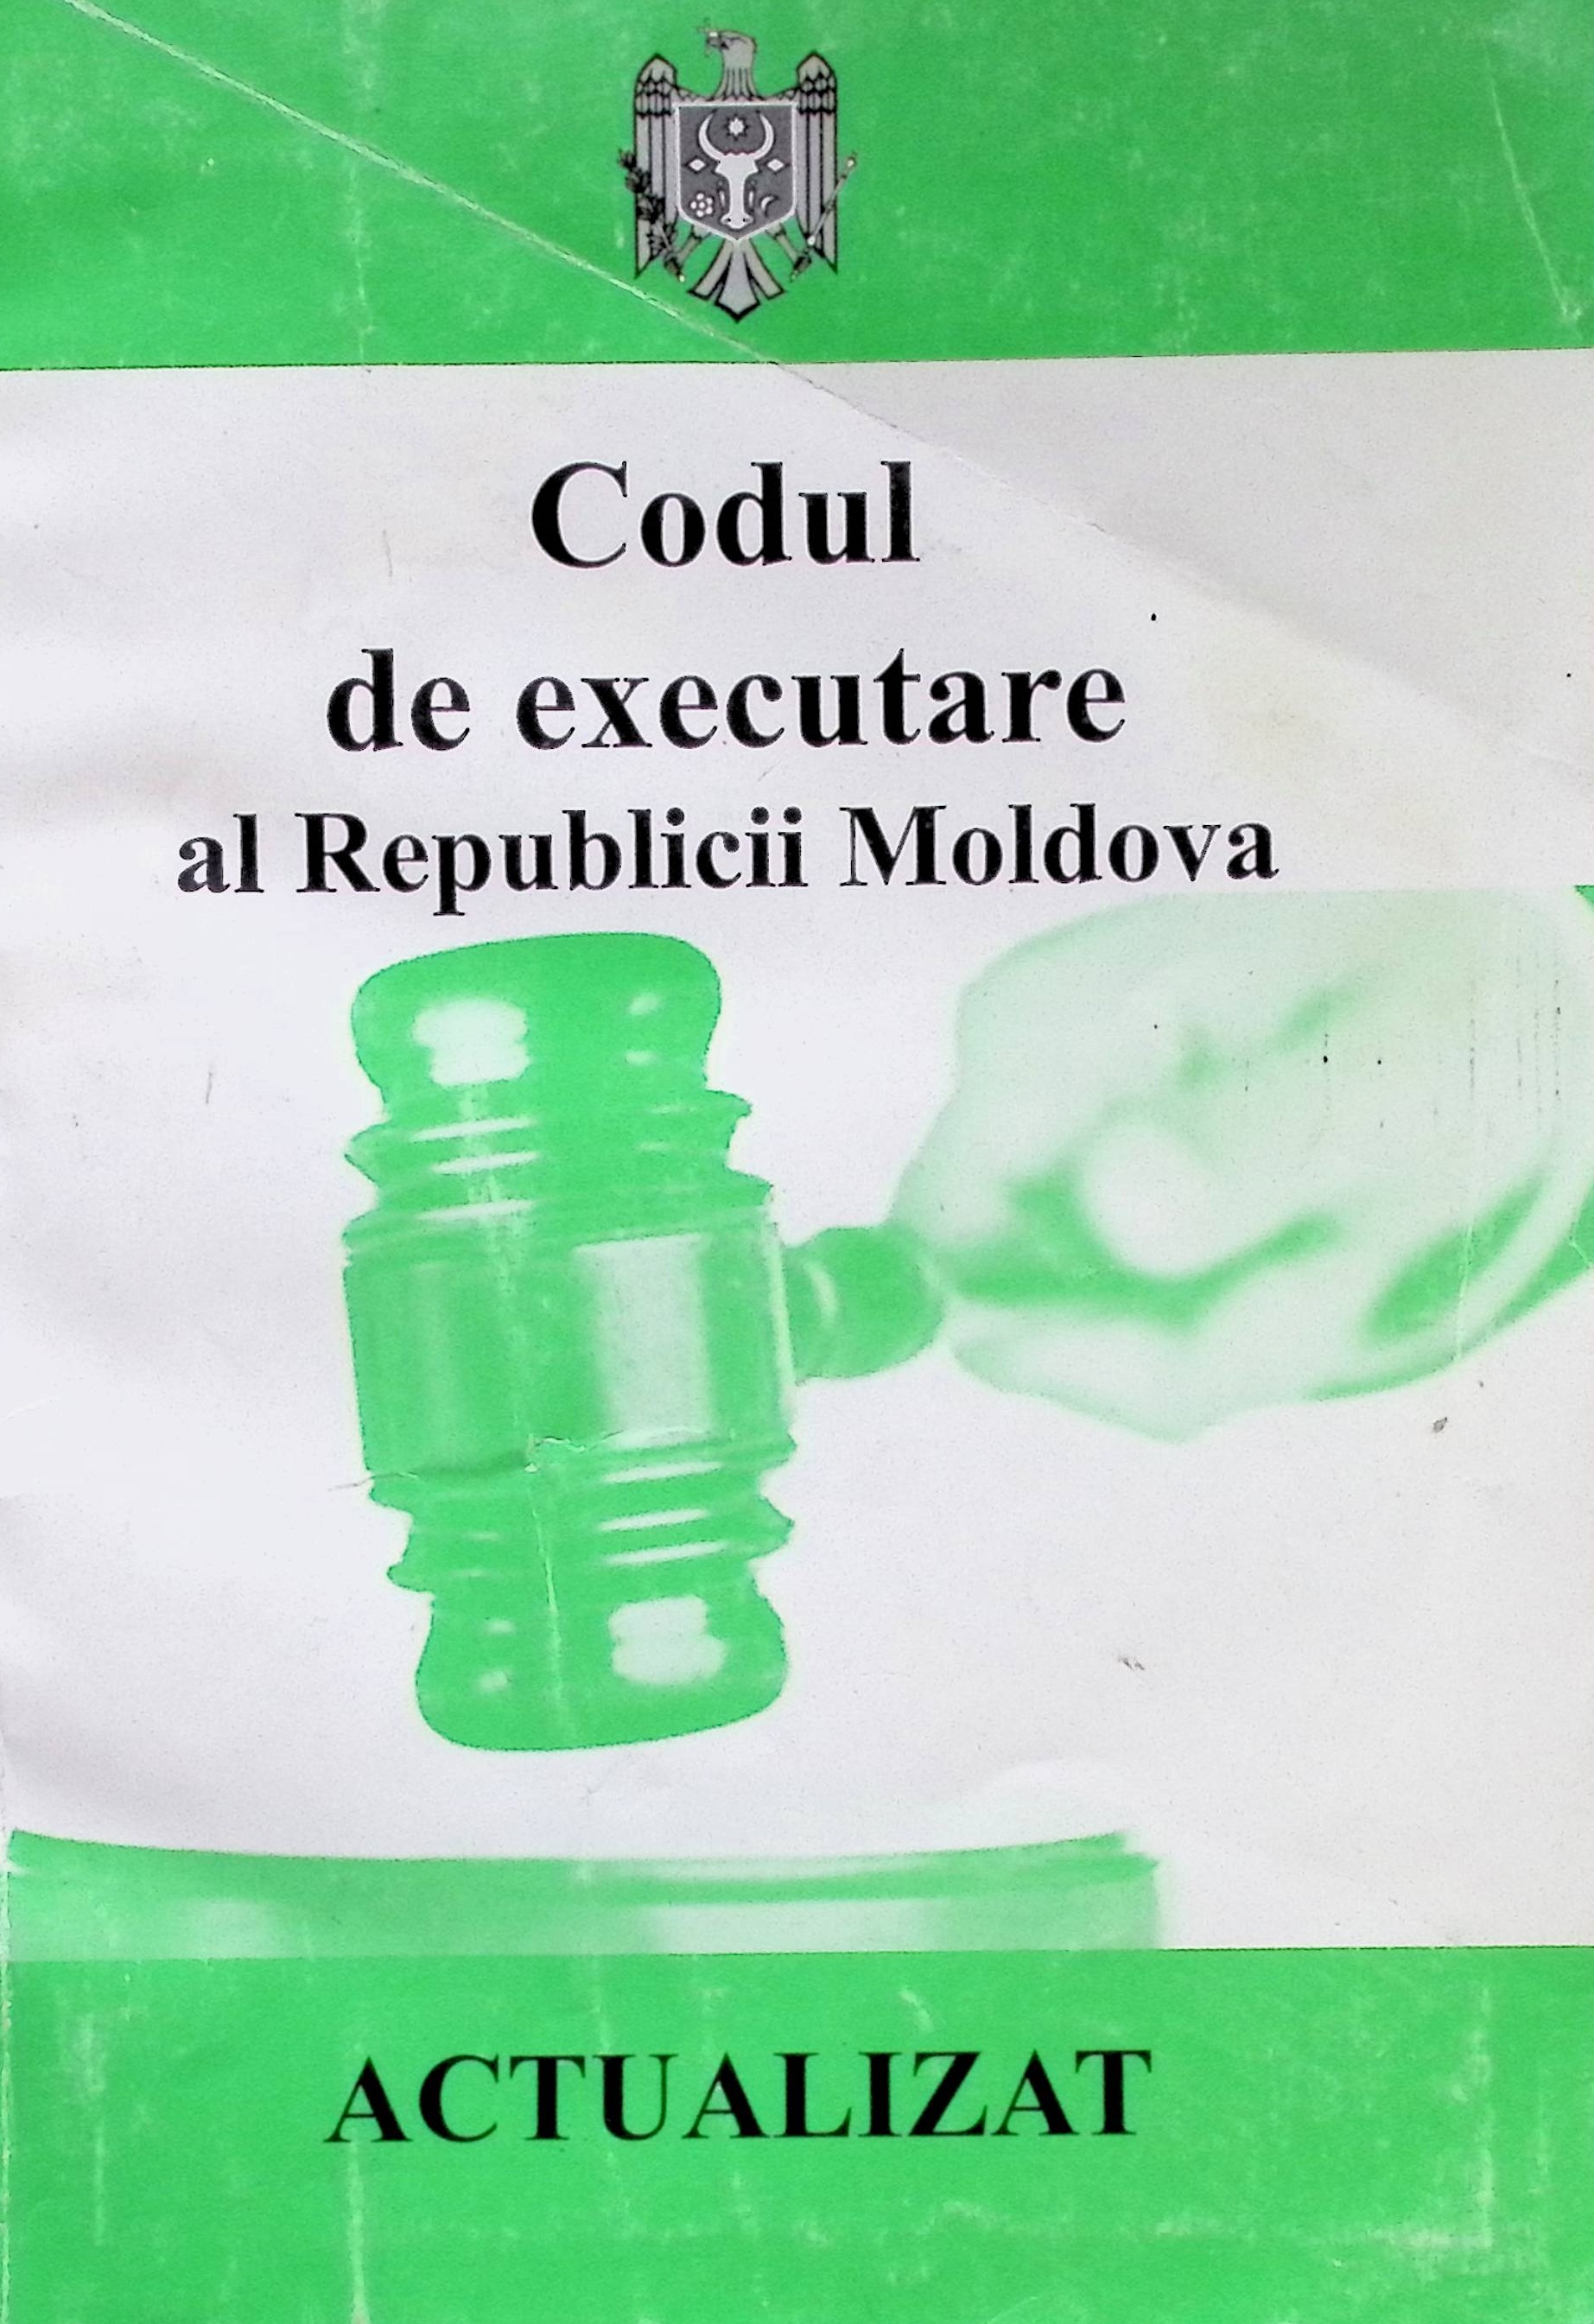 Codul
de executare
al Republicii Moldova
ACTUALIZAT